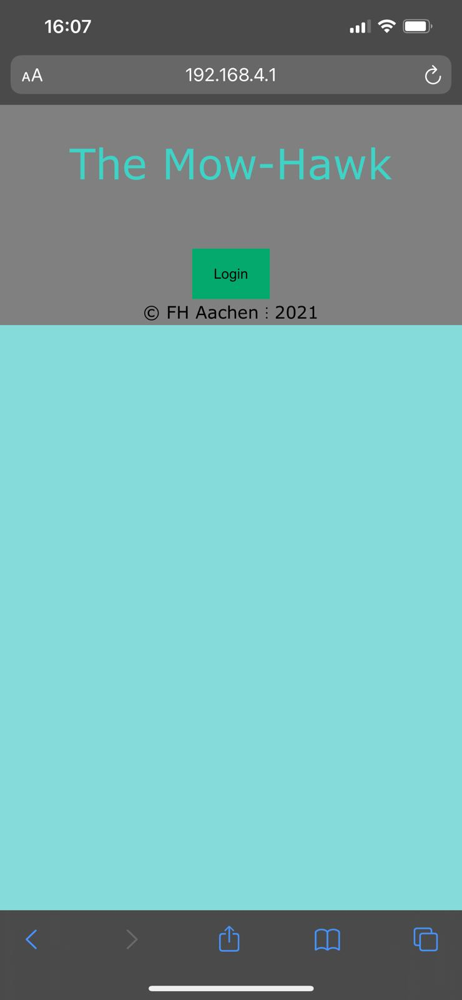 16:07
AA 192.168.4.1
The Mow-Hawk
Login
© FH Aachen ⁝ 2021